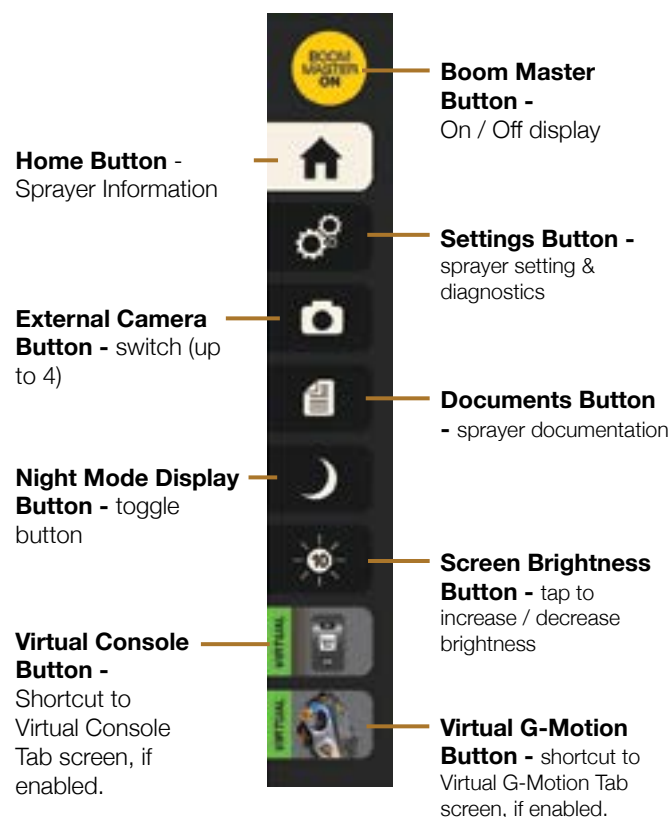 BOOM
MASTER
ON
Boom Master
Button -
On / Off display
Home Button -
Sprayer Information
Settings Button -
sprayer setting &
diagnostics
External Camera
Button - switch (up
to 4)
Documents Button
- sprayer documentation
Night Mode Display
Button - toggle
button
10
Screen Brightness
Button - tap to
increase / decrease
brightness
VIRTUAL
Virtual Console
Button -
Shortcut to
Virtual Console
Tab screen, if
enabled.
VIRTUAL
Virtual G-Motion
Button - shortcut to
Virtual G-Motion Tab
screen, if enabled.